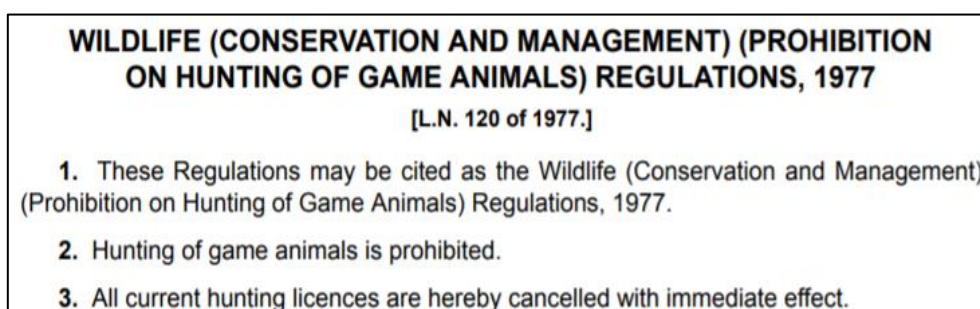 WILDLIFE (CONSERVATION AND MANAGEMENT) (PROHIBITION
ON HUNTING OF GAME ANIMALS) REGULATIONS, 1977
[L.N. 120 of 1977.]
1. These Regulations may be cited as the Wildlife (Conservation and Management)
(Prohibition on Hunting of Game Animals) Regulations, 1977.
2. Hunting of game animals is prohibited.
3. All current hunting licences are hereby cancelled with immediate effect.